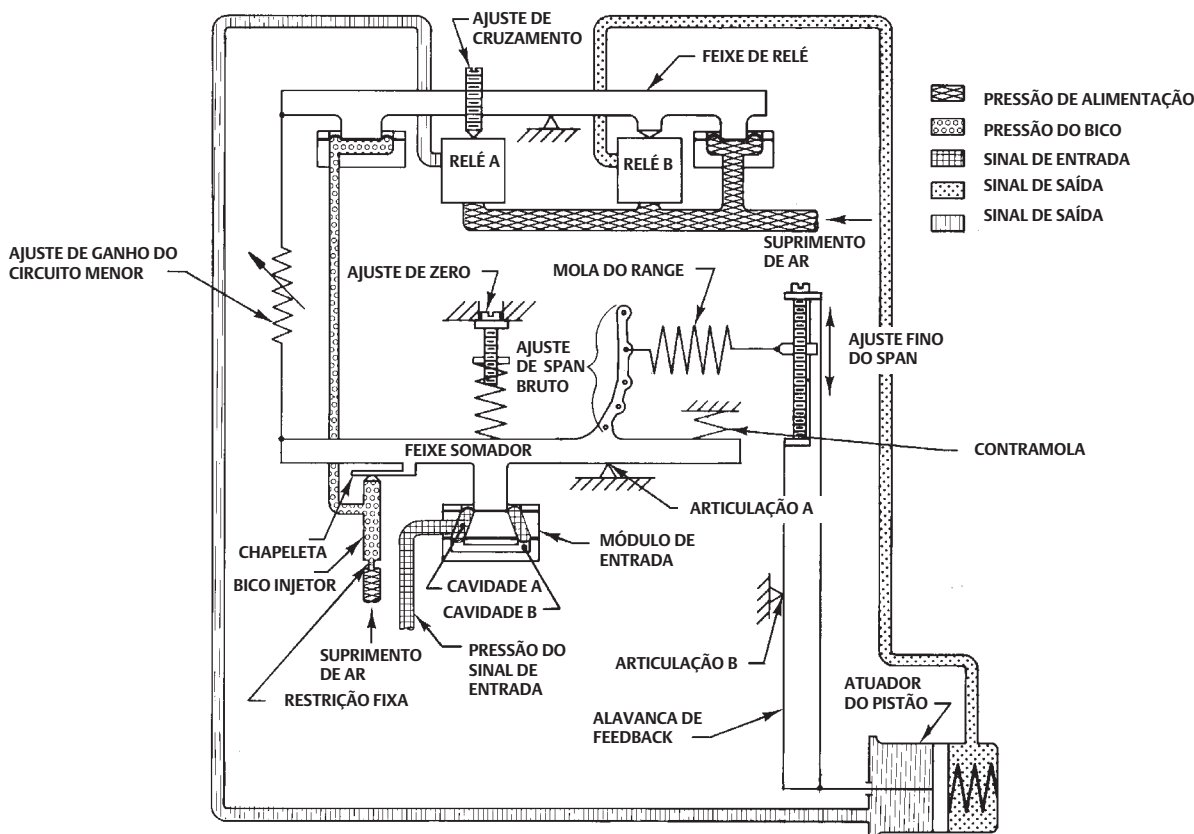 AJUSTE DE
CRUZAMENTO
FEIXE DE RELÉ
PRESSÃO DE ALIMENTAÇÃO
PRESSÃO DO BICO
SINAL DE ENTRADA
SINAL DE SAÍDA
SINAL DE SAÍDA
RELÉ A
RELÉ B
SUPRIMENTO
DE AR
AJUSTE DE GANHO DO
CIRCUITO MENOR
AJUSTE DE ZERO
MOLA DO RANGE
AJUSTE
DE SPAN
BRUTO
AJUSTE FINO
DO SPAN
FEIXE SOMADOR
CONTRAMOLA
ARTICULAÇÃO A
CHAPELETA
BICO INJETOR
MÓDULO DE
ENTRADA
CAVIDADE A
CAVIDADE B
SUPRIMENTO
DE AR
RESTRIÇÃO FIXA
PRESSÃO DO
SINAL DE
ENTRADA
ARTICULAÇÃO B
ALAVANCA DE
FEEDBACK
ATUADOR
DO PISTÃO